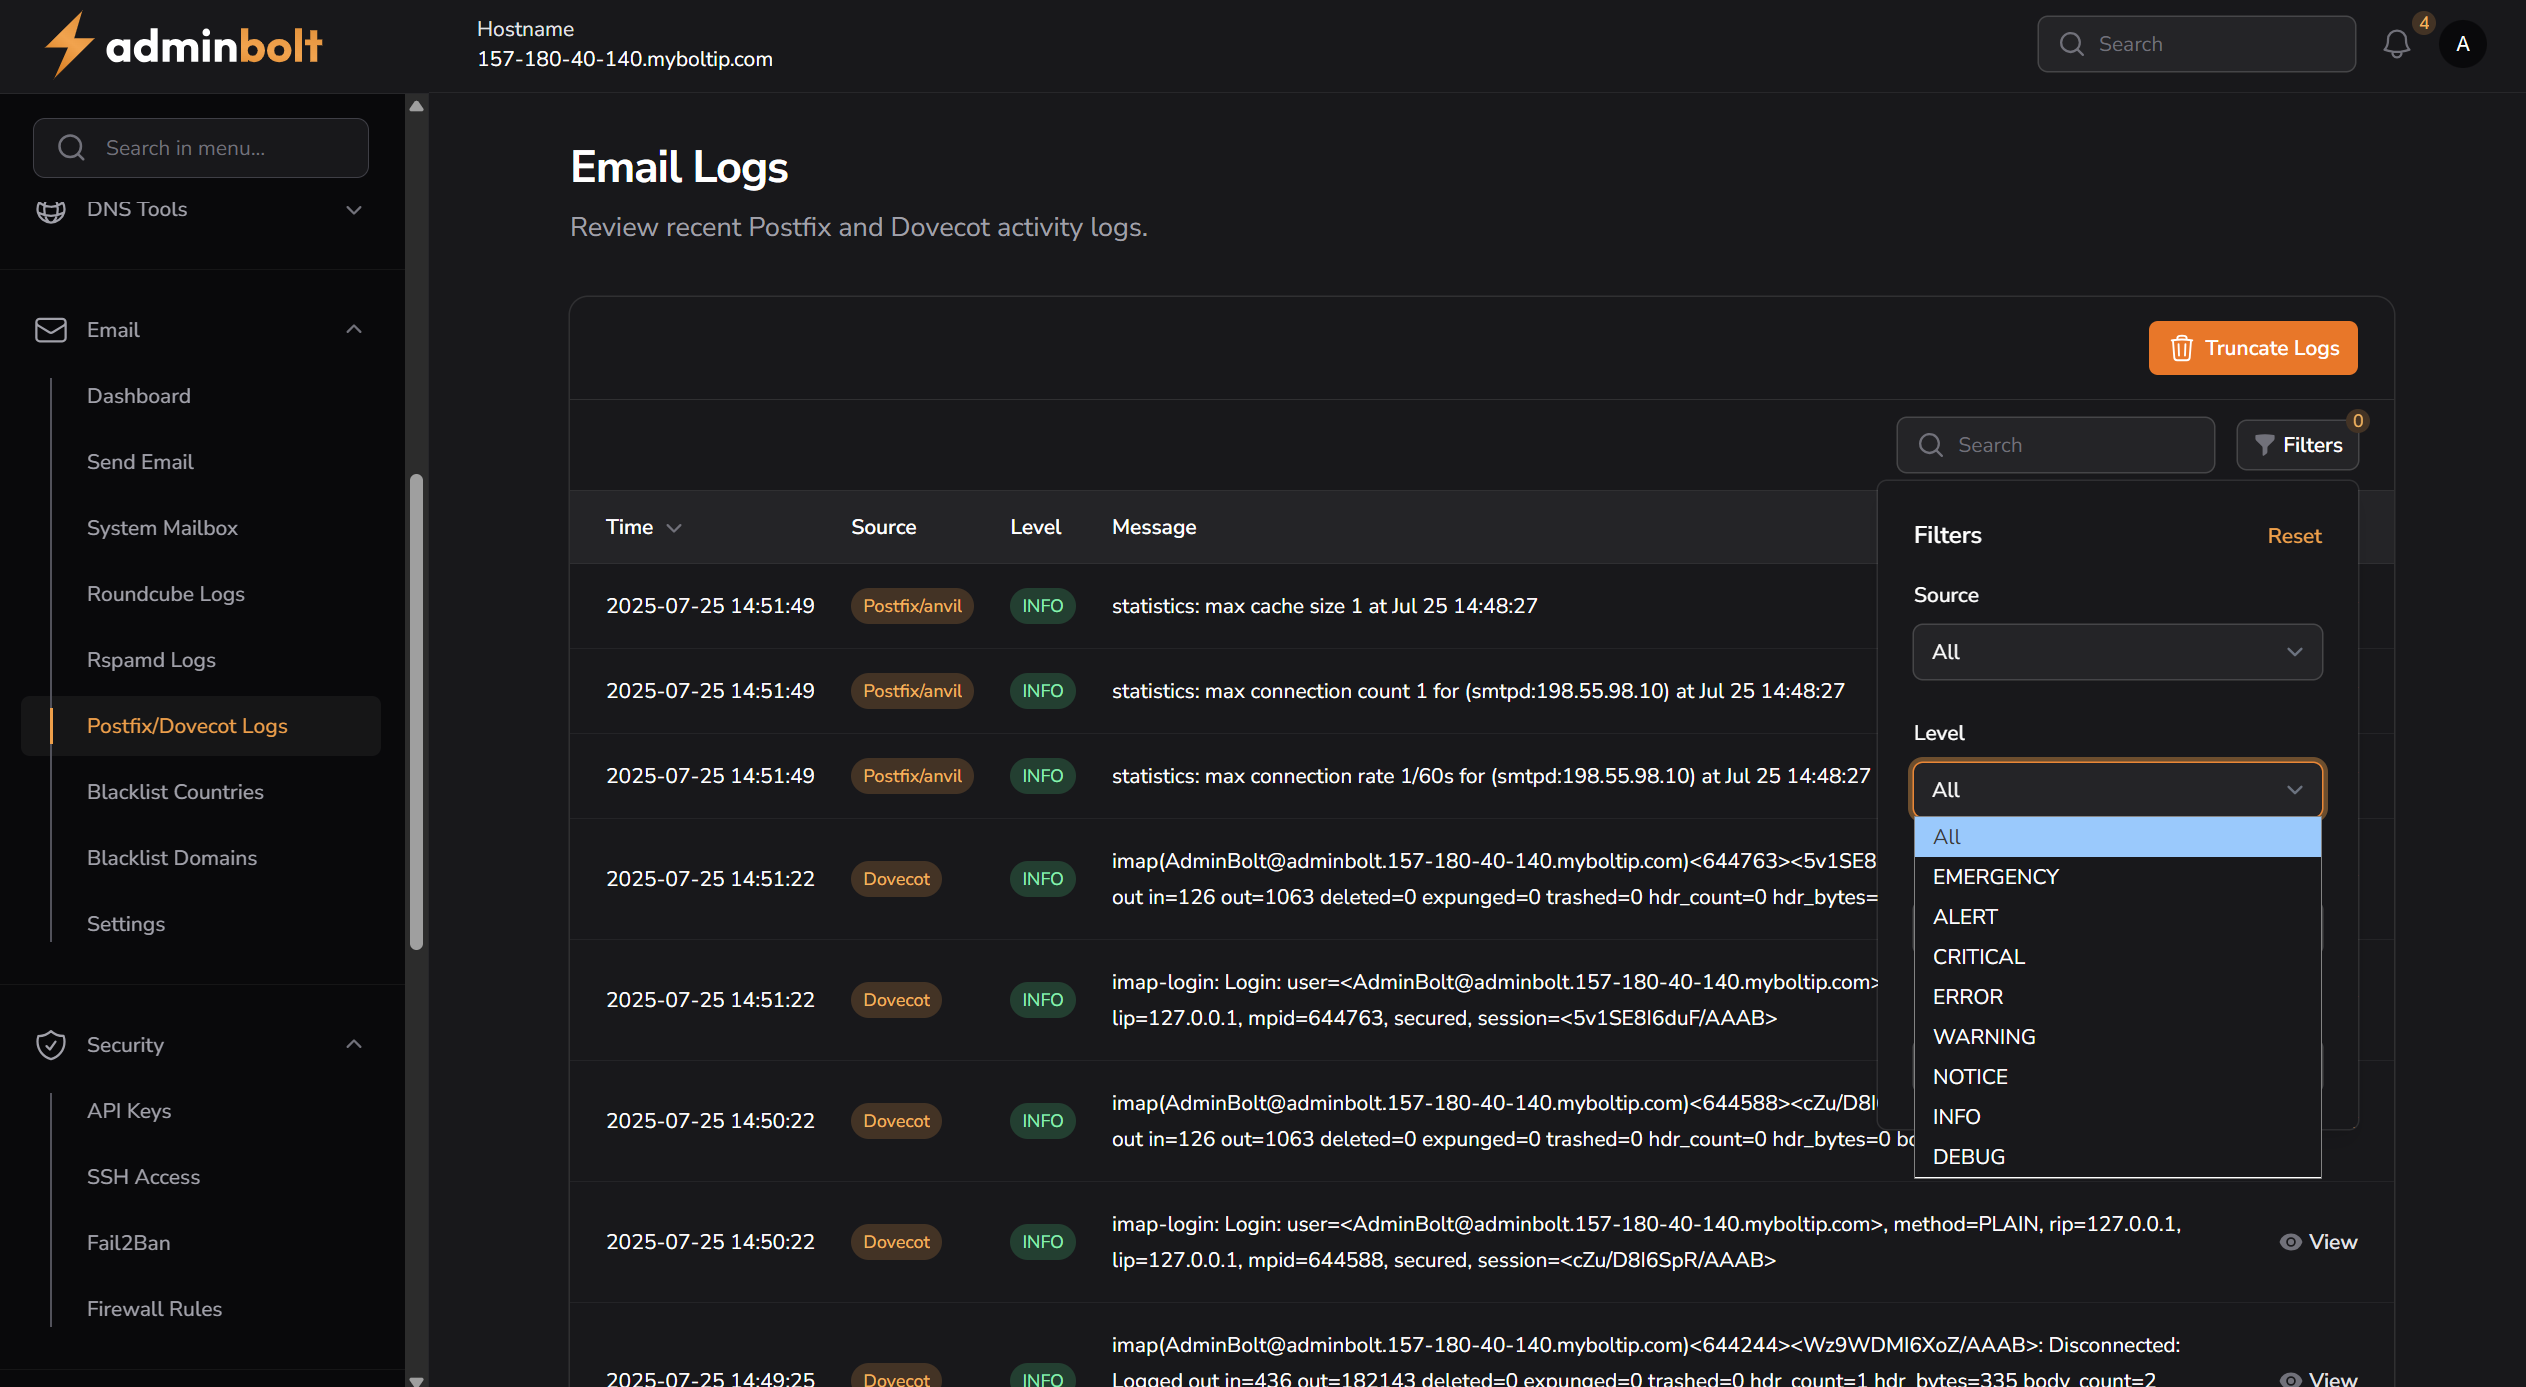 adminbolt
Hostname
157-180-40-140.myboltip.com
Search
4
A
Search in menu...
DNS Tools
Email
Dashboard
Send Email
System Mailbox
Roundcube Logs
Rspamd Logs
Postfix/Dovecot Logs
Blacklist Countries
Blacklist Domains
Settings
Security
API Keys
SSH Access
Fail2Ban
Firewall Rules
Email Logs
Review recent Postfix and Dovecot activity logs.
Truncate Logs
Search
Filters
0
Time Source Level Message
2025-07-25 14:51:49 Postfix/anvil INFO statistics: max cache size 1 at Jul 25 14:48:27
2025-07-25 14:51:49 Postfix/anvil INFO statistics: max connection count 1 for (smtpd:198.55.98.10) at Jul 25 14:48:27
2025-07-25 14:51:49 Postfix/anvil INFO statistics: max connection rate 1/60s for (smtpd:198.55.98.10) at Jul 25 14:48:27
2025-07-25 14:51:22 Dovecot INFO imap(AdminBolt@adminbolt.157-180-40-140.myboltip.com)<644763><5v1SE8
out in=126 out=1063 deleted=0 expunged=0 trashed=0 hdr_count=0 hdr_bytes=
2025-07-25 14:51:22 Dovecot INFO imap-login: Login: user=<AdminBolt@adminbolt.157-180-40-140.myboltip.com>
lip=127.0.0.1, mpid=644763, secured, session=<5v1SE8I6duF/AAAB>
2025-07-25 14:50:22 Dovecot INFO imap(AdminBolt@adminbolt.157-180-40-140.myboltip.com)<644588><cZu/D8I
out in=126 out=1063 deleted=0 expunged=0 trashed=0 hdr_count=0 hdr_bytes=0 bo
2025-07-25 14:50:22 Dovecot INFO imap-login: Login: user=<AdminBolt@adminbolt.157-180-40-140.myboltip.com>, method=PLAIN, rip=127.0.0.1,
lip=127.0.0.1, mpid=644588, secured, session=<cZu/D8I6SpR/AAAB>
View
2025-07-25 14:49:25 Dovecot INFO imap(AdminBolt@adminbolt.157-180-40-140.myboltip.com)<644244><Wz9WDMI6XoZ/AAAB>: Disconnected:
Logged out in=436 out=182143 deleted=0 expunged=0 trashed=0 hdr_count=1 hdr_bytes=335 body_count=2
View
Filters
Reset
Source
All
Level
All
All
EMERGENCY
ALERT
CRITICAL
ERROR
WARNING
NOTICE
INFO
DEBUG